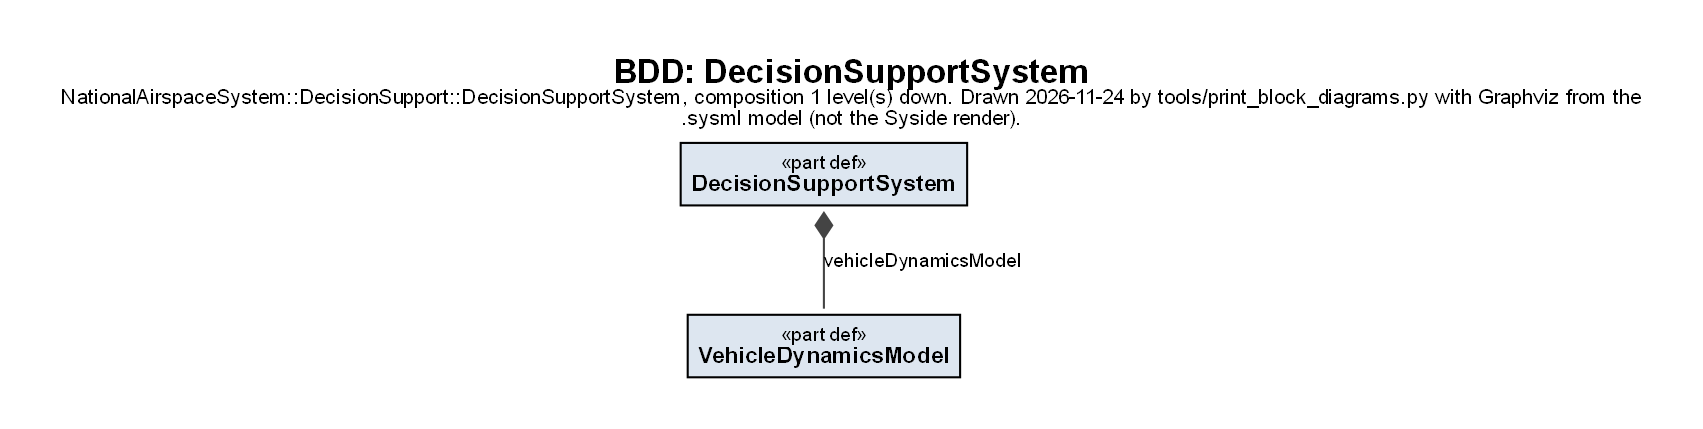 BDD: DecisionSupportSystem
NationalAirspaceSystem::DecisionSupport::DecisionSupportSystem, composition 1 level(s) down. Drawn 2026-11-24 by tools/print_block_diagrams.py with Graphviz from the
.sysml model (not the Syside render).
«part def»
DecisionSupportSystem
vehicleDynamicsModel
«part def»
VehicleDynamicsModel